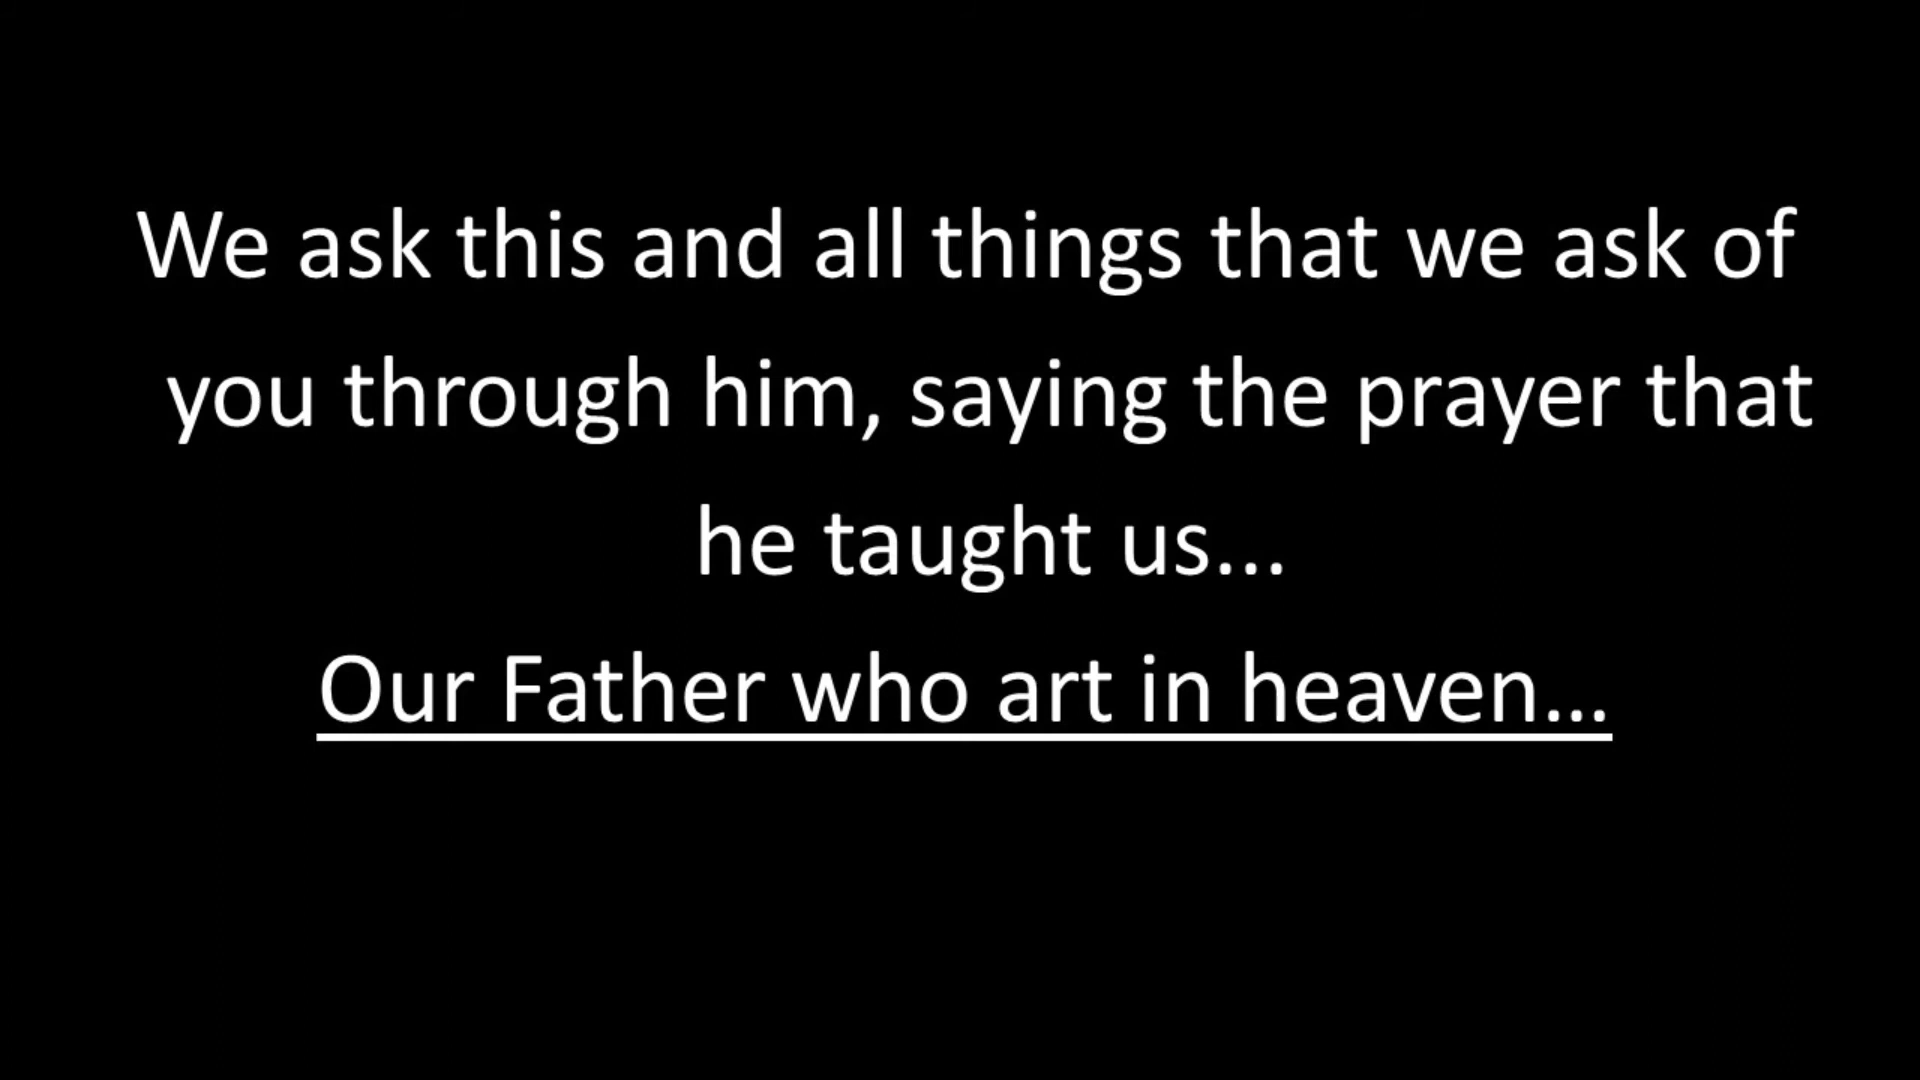 We ask this and all things that we ask of
you through him, saying the prayer that
he taught us...
Our Father who art in heaven...